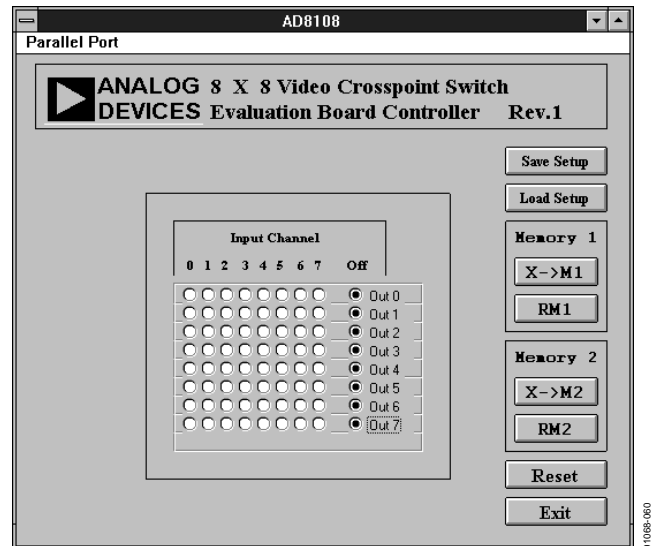 AD8108
Parallel Port
ANALOG DEVICES
8 X 8 Video Crosspoint Switch
Evaluation Board Controller Rev.1
Save Setup
Load Setup
Input Channel
0 1 2 3 4 5 6 7 Off
Out 0
Out 1
Out 2
Out 3
Out 4
Out 5
Out 6
Out 7
Memory 1
X->M1
RM1
Memory 2
X->M2
RM2
Reset
Exit
01068-060